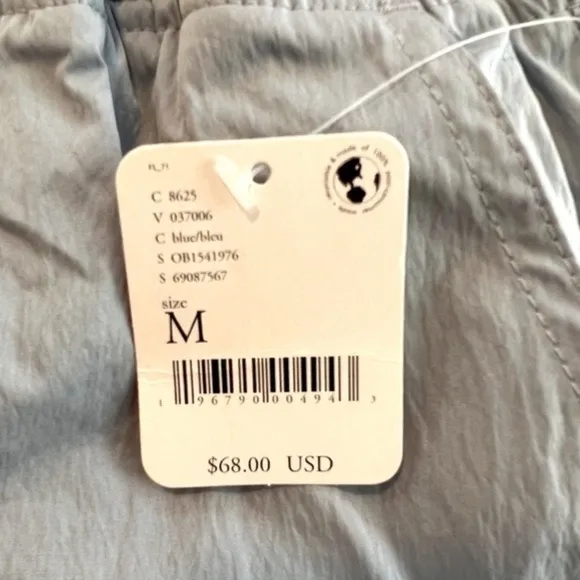 FL_71
C 8625
V 037006
C blue/bleu
S OB1541976
S 69087567
size
M
1 96790 00494 3
$68.00 USD